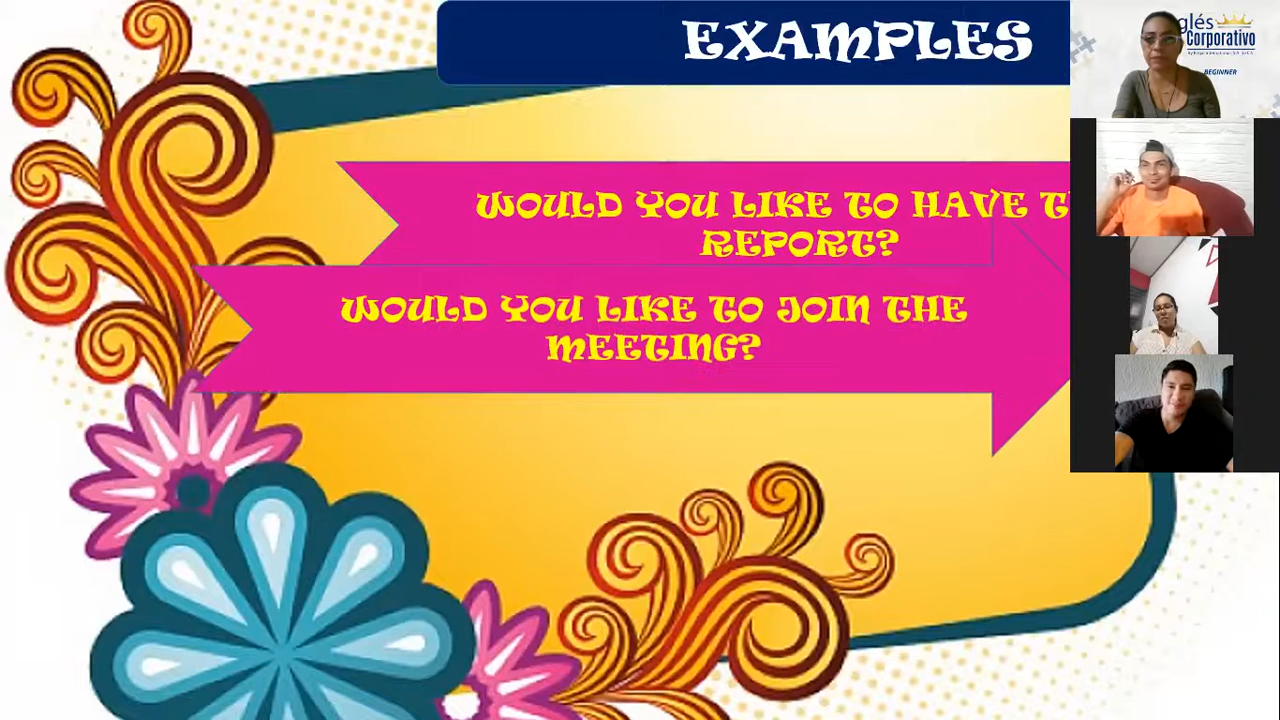 EXAMPLES
WOULD YOU LIKE TO HAVE
REPORT?
WOULD YOU LIKE TO JOIN THE
MEETING?
glés
Corporativo
BEGINNER